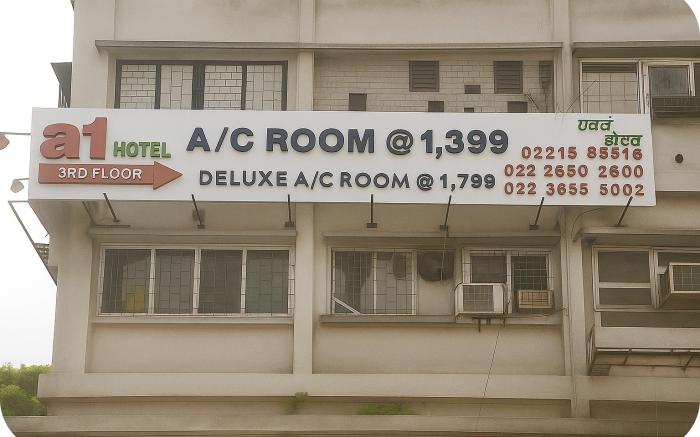 a1 HOTEL
3RD FLOOR
A/C ROOM @ 1,399
DELUXE A/C ROOM @ 1,799
02215 85516
022 2650 2600
022 3655 5002